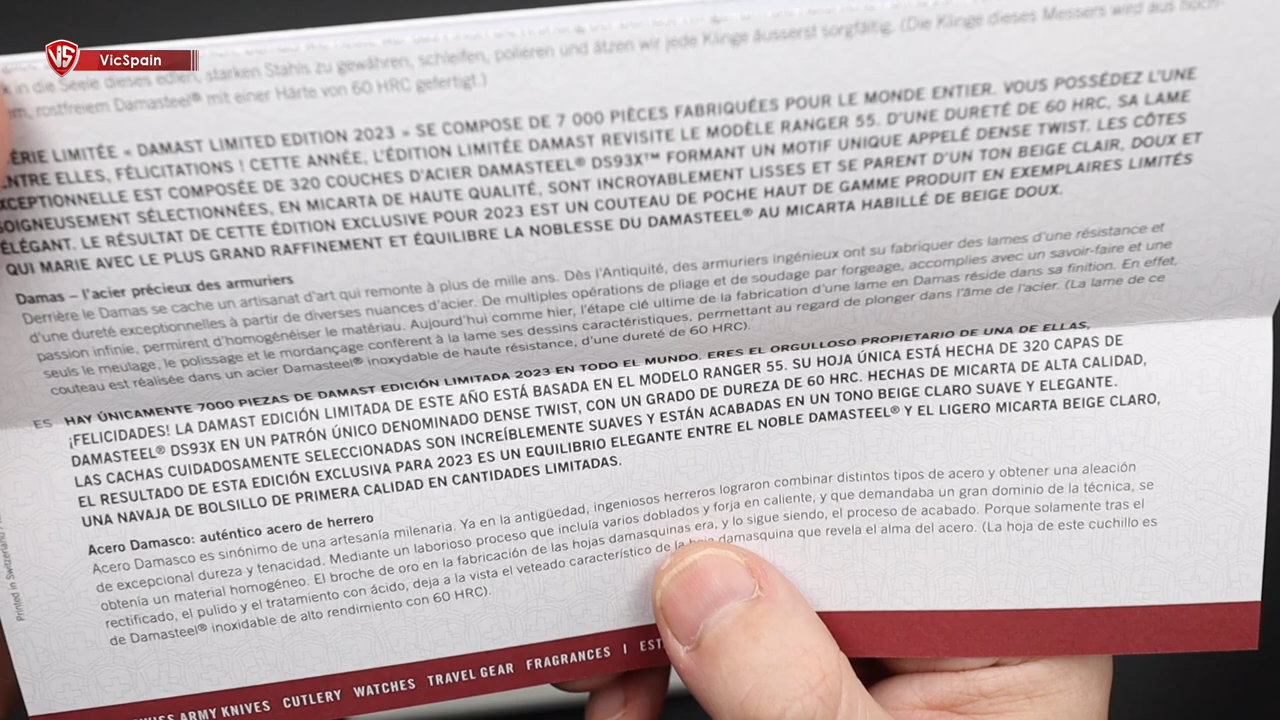 VS VicSpain
k in die Seele dieses edlen, starken Stahls zu gewähren, schleifen, polieren und ätzen wir jede Klinge äusserst sorgfältig. (Die Klinge dieses Messers wird aus hoch-
rostfreiem Damasteel® mit einer Härte von 60 HRC gefertigt.)
SÉRIE LIMITÉE « DAMAST LIMITED EDITION 2023 » SE COMPOSE DE 7 000 PIÈCES FABRIQUÉES POUR LE MONDE ENTIER. VOUS POSSÉDEZ L'UNE
ENTRE ELLES, FÉLICITATIONS ! CETTE ANNÉE, L'ÉDITION LIMITÉE DAMAST REVISITE LE MODÈLE RANGER 55. D'UNE DURETÉ DE 60 HRC, SA LAME
EXCEPTIONNELLE EST COMPOSÉE DE 320 COUCHES D'ACIER DAMASTEEL® DS93X™ FORMANT UN MOTIF UNIQUE APPELÉ DENSE TWIST. LES CÔTES
SOIGNEUSEMENT SÉLECTIONNÉES, EN MICARTA DE HAUTE QUALITÉ, SONT INCROYABLEMENT LISSES ET SE PARENT D'UN TON BEIGE CLAIR, DOUX ET
ÉLÉGANT. LE RÉSULTAT DE CETTE ÉDITION EXCLUSIVE POUR 2023 EST UN COUTEAU DE POCHE HAUT DE GAMME PRODUIT EN EXEMPLAIRES LIMITÉS
QUI MARIE AVEC LE PLUS GRAND RAFFINEMENT ET ÉQUILIBRE LA NOBLESSE DU DAMASTEEL® AU MICARTA HABILLÉ DE BEIGE DOUX.
Damas – l'acier précieux des armuriers
Derrière le Damas se cache un artisanat d'art qui remonte à plus de mille ans. Dès l'Antiquité, des armuriers ingénieux ont su fabriquer des lames d'une résistance et
d'une dureté exceptionnelles à partir de diverses nuances d'acier. De multiples opérations de pliage et de soudage par forgeage, accomplies avec un savoir-faire et une
passion infinie, permirent d'homogénéiser le matériau. Aujourd'hui comme hier, l'étape clé ultime de la fabrication d'une lame en Damas réside dans sa finition. En effet,
seuls le meulage, le polissage et le mordançage confèrent à la lame ses dessins caractéristiques, permettant au regard de plonger dans l'âme de l'acier. (La lame de ce
couteau est réalisée dans un acier Damasteel® inoxydable de haute résistance, d'une dureté de 60 HRC).
ES HAY ÚNICAMENTE 7000 PIEZAS DE DAMAST EDICIÓN LIMITADA 2023 EN TODO EL MUNDO. ERES EL ORGULLOSO PROPIETARIO DE UNA DE ELLAS,
¡FELICIDADES! LA DAMAST EDICIÓN LIMITADA DE ESTE AÑO ESTÁ BASADA EN EL MODELO RANGER 55. SU HOJA ÚNICA ESTÁ HECHA DE 320 CAPAS DE
DAMASTEEL® DS93X EN UN PATRÓN ÚNICO DENOMINADO DENSE TWIST, CON UN GRADO DE DUREZA DE 60 HRC. HECHAS DE MICARTA DE ALTA CALIDAD,
LAS CACHAS CUIDADOSAMENTE SELECCIONADAS SON INCREÍBLEMENTE SUAVES Y ESTÁN ACABADAS EN UN TONO BEIGE CLARO SUAVE Y ELEGANTE.
EL RESULTADO DE ESTA EDICIÓN EXCLUSIVA PARA 2023 ES UN EQUILIBRIO ELEGANTE ENTRE EL NOBLE DAMASTEEL® Y EL LIGERO MICARTA BEIGE CLARO,
UNA NAVAJA DE BOLSILLO DE PRIMERA CALIDAD EN CANTIDADES LIMITADAS.
Acero Damasco: auténtico acero de herrero
Acero Damasco es sinónimo de una artesanía milenaria. Ya en la antigüedad, ingeniosos herreros lograron combinar distintos tipos de acero y obtener una aleación
de excepcional dureza y tenacidad. Mediante un laborioso proceso que incluía varios doblados y forja en caliente, y que demandaba un gran dominio de la técnica, se
obtenía un material homogéneo. El broche de oro en la fabricación de las hojas damasquinas era, y lo sigue siendo, el proceso de acabado. Porque solamente tras el
rectificado, el pulido y el tratamiento con ácido, deja a la vista el veteado característico de la hoja damasquina que revela el alma del acero. (La hoja de este cuchillo es
de Damasteel® inoxidable de alto rendimiento con 60 HRC).
Printed in Switzerland
SWISS ARMY KNIVES CUTLERY WATCHES TRAVEL GEAR FRAGRANCES | EST